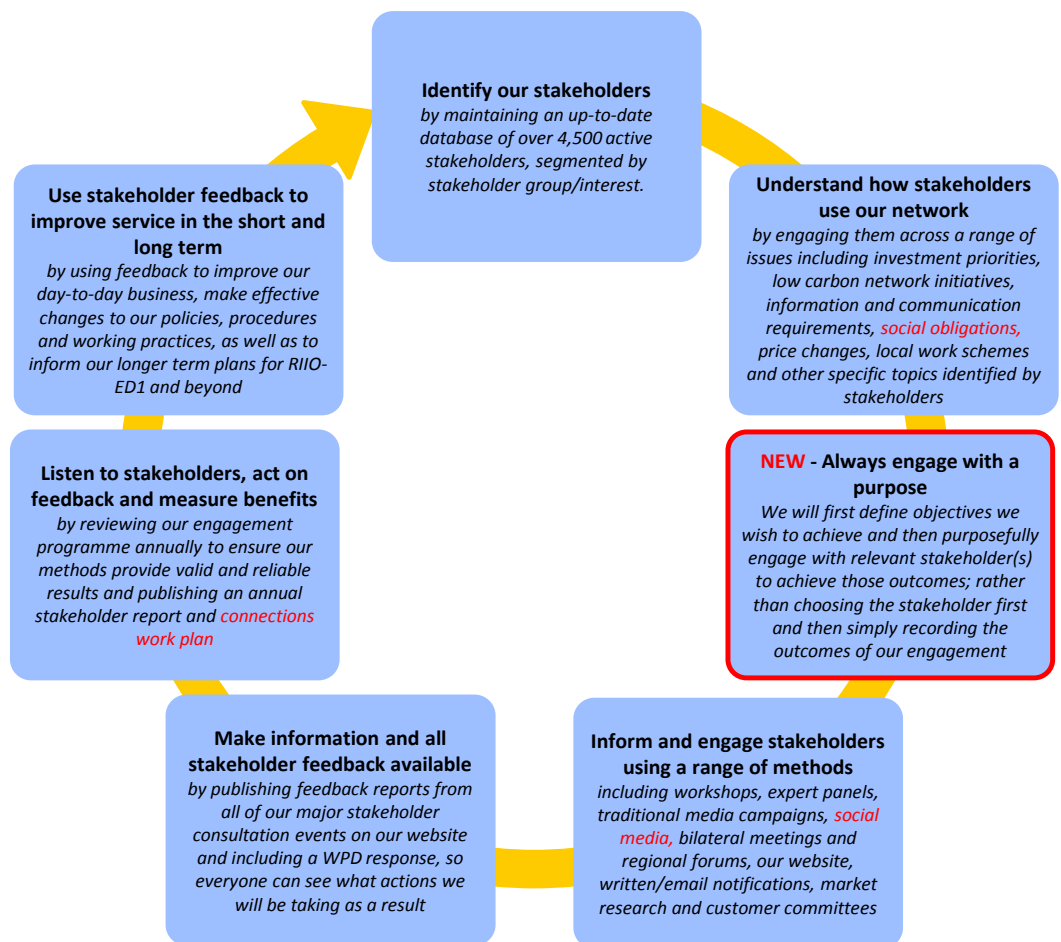 Identify our stakeholders
by maintaining an up-to-date
database of over 4,500 active
stakeholders, segmented by
stakeholder group/interest.
Understand how stakeholders
use our network
by engaging them across a range of
issues including investment priorities,
low carbon network initiatives,
information and communication
requirements, social obligations,
price changes, local work schemes
and other specific topics identified by
stakeholders
NEW - Always engage with a
purpose
We will first define objectives we
wish to achieve and then purposefully
engage with relevant stakeholder(s)
to achieve those outcomes; rather
than choosing the stakeholder first
and then simply recording the
outcomes of our engagement
Inform and engage stakeholders
using a range of methods
including workshops, expert panels,
traditional media campaigns, social
media, bilateral meetings and
regional forums, our website,
written/email notifications, market
research and customer committees
Make information and all
stakeholder feedback available
by publishing feedback reports from
all of our major stakeholder
consultation events on our website
and including a WPD response, so
everyone can see what actions we
will be taking as a result
Listen to stakeholders, act on
feedback and measure benefits
by reviewing our engagement
programme annually to ensure our
methods provide valid and reliable
results and publishing an annual
stakeholder report and connections
work plan
Use stakeholder feedback to
improve service in the short and
long term
by using feedback to improve our
day-to-day business, make effective
changes to our policies, procedures
and working practices, as well as to
inform our longer term plans for RIIO-
ED1 and beyond